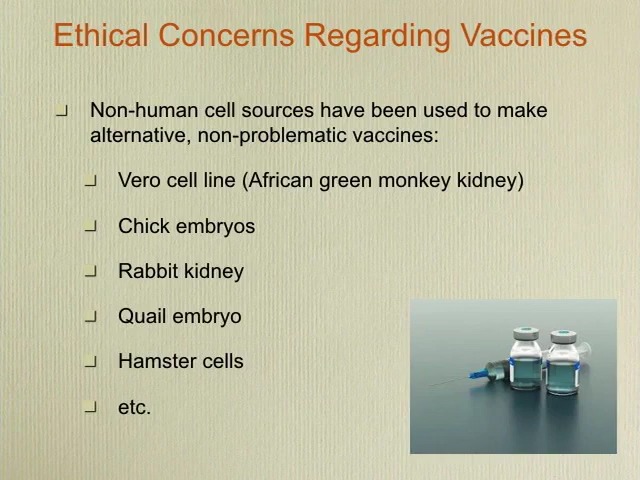 Ethical Concerns Regarding Vaccines
Non-human cell sources have been used to make
alternative, non-problematic vaccines:
Vero cell line (African green monkey kidney)
Chick embryos
Rabbit kidney
Quail embryo
Hamster cells
etc.